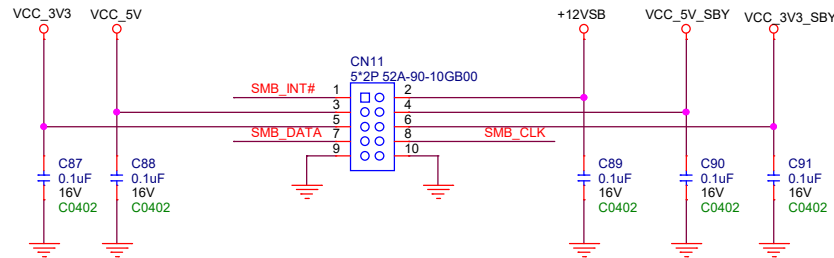 VCC_3V3
VCC_5V
+12VSB
VCC_5V_SBY
VCC_3V3_SBY
CN11
5*2P 52A-90-10GB00
SMB_INT#
1
2
3
4
5
6
SMB_DATA
7
8
SMB_CLK
9
10
C87
0.1uF
16V
C0402
C88
0.1uF
16V
C0402
C89
0.1uF
16V
C0402
C90
0.1uF
16V
C0402
C91
0.1uF
16V
C0402